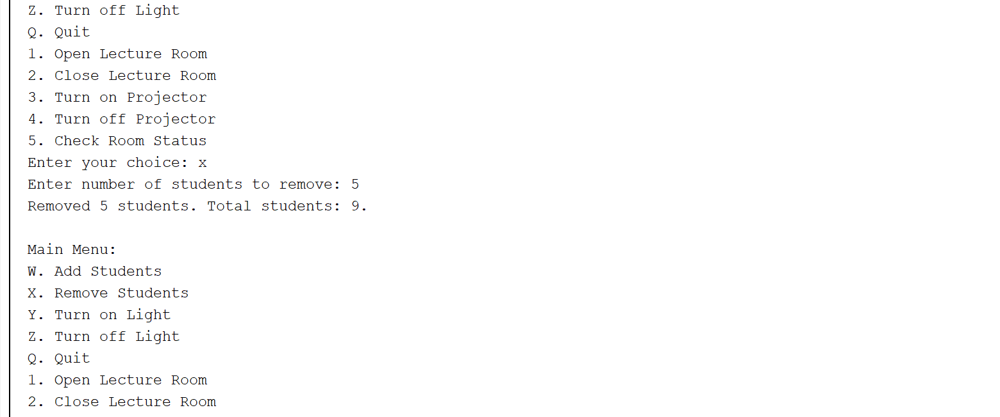 Z. Turn off Light
Q. Quit
1. Open Lecture Room
2. Close Lecture Room
3. Turn on Projector
4. Turn off Projector
5. Check Room Status
Enter your choice: x
Enter number of students to remove: 5
Removed 5 students. Total students: 9.
Main Menu:
W. Add Students
X. Remove Students
Y. Turn on Light
Z. Turn off Light
Q. Quit
1. Open Lecture Room
2. Close Lecture Room